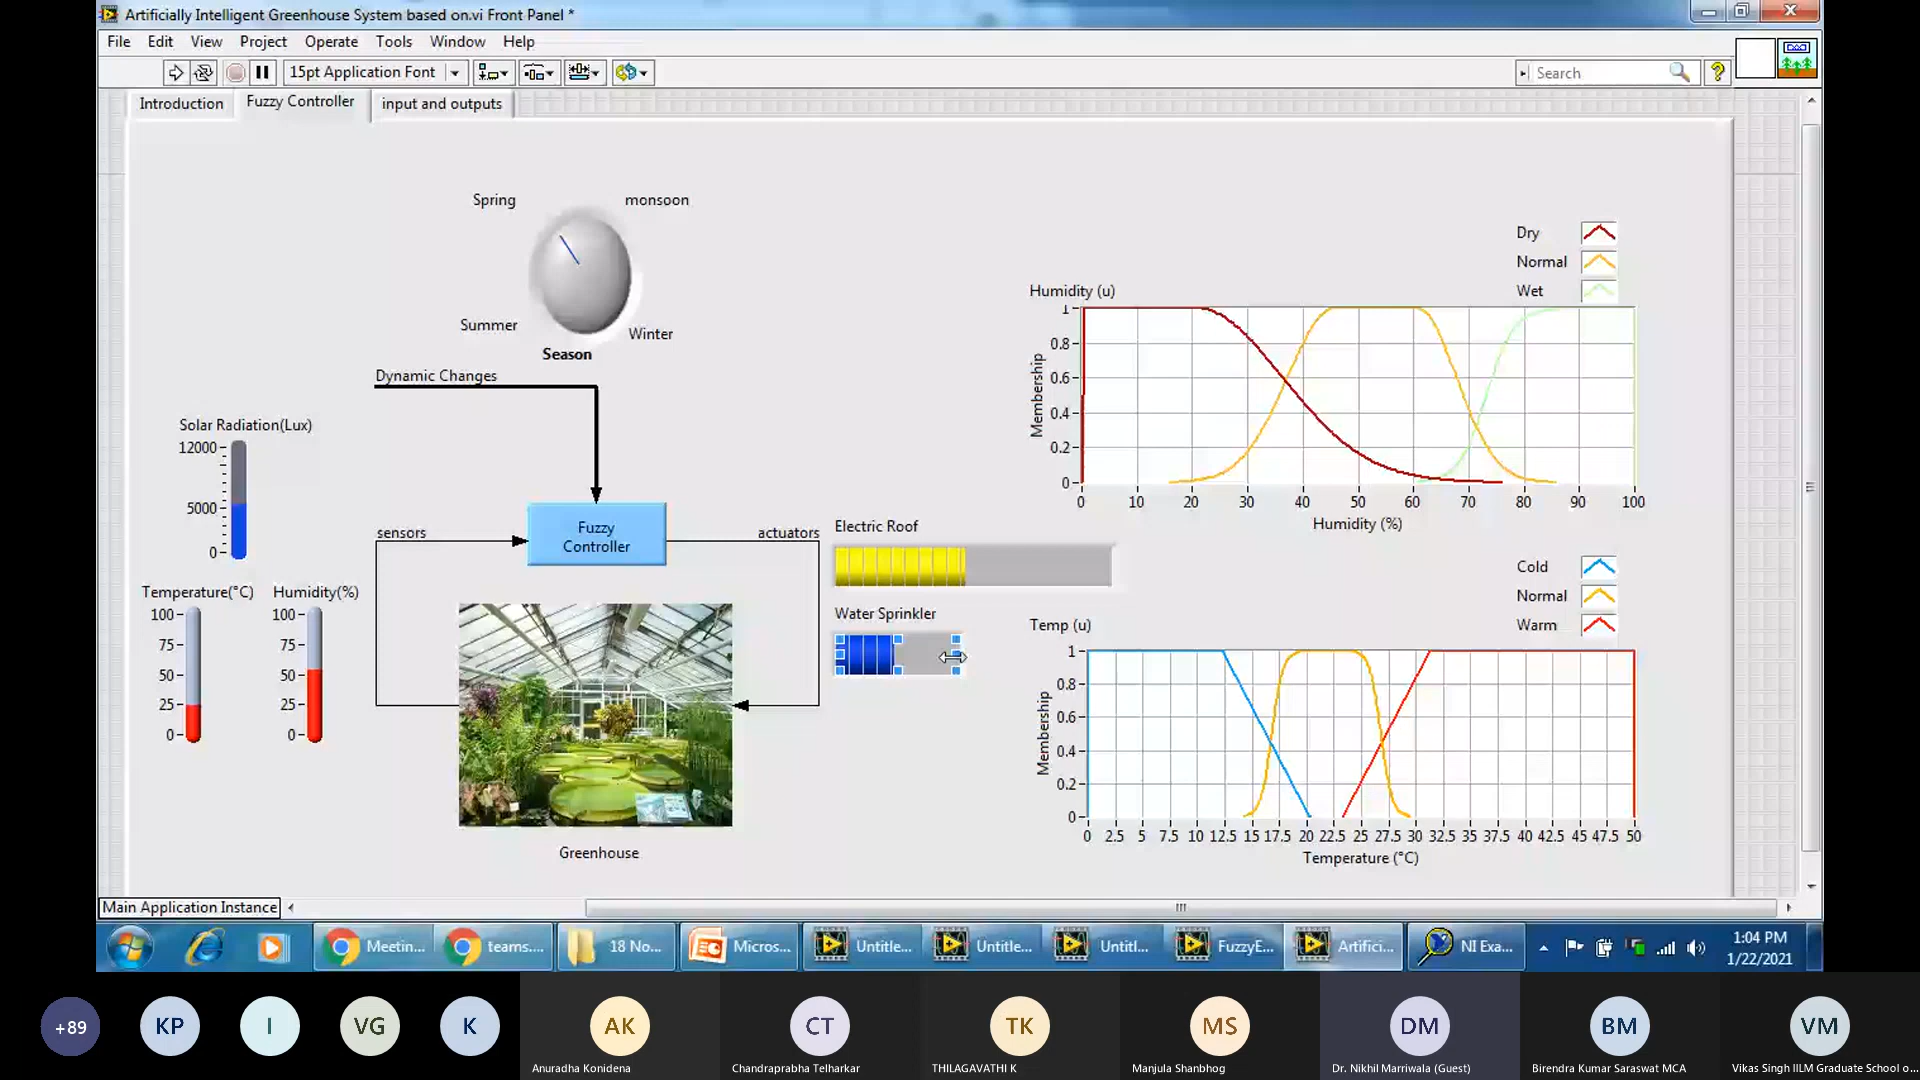 Artificially Intelligent Greenhouse System based on.vi Front Panel *
File Edit View Project Operate Tools Window Help
15pt Application Font
Search
Introduction Fuzzy Controller input and outputs
Spring monsoon
Summer Winter
Season
Dynamic Changes
Solar Radiation(Lux)
12000
5000
0
sensors
Fuzzy
Controller
actuators
Temperature(°C) Humidity(%)
100 100
75 75
50 50
25 25
0 0
Greenhouse
Electric Roof
Water Sprinkler
Dry
Normal
Wet
Humidity (u)
Membership
1
0.8
0.6
0.4
0.2
0
0 10 20 30 40 50 60 70 80 90 100
Humidity (%)
Cold
Normal
Warm
Temp (u)
Membership
1
0.8
0.6
0.4
0.2
0
0 2.5 5 7.5 10 12.5 15 17.5 20 22.5 25 27.5 30 32.5 35 37.5 40 42.5 45 47.5 50
Temperature (°C)
Main Application Instance
Meetin... teams.... 18 No... Micros... Untitle... Untitle... Untitl... FuzzyE... Artifici... NI Exa...
1:04 PM
1/22/2021
+89 KP I VG K AK CT TK MS DM BM VM
Anuradha Konidena Chandraprabha Telharkar THILAGAVATHI K Manjula Shanbhog Dr. Nikhil Marriwala (Guest) Birendra Kumar Saraswat MCA Vikas Singh IILM Graduate School o...